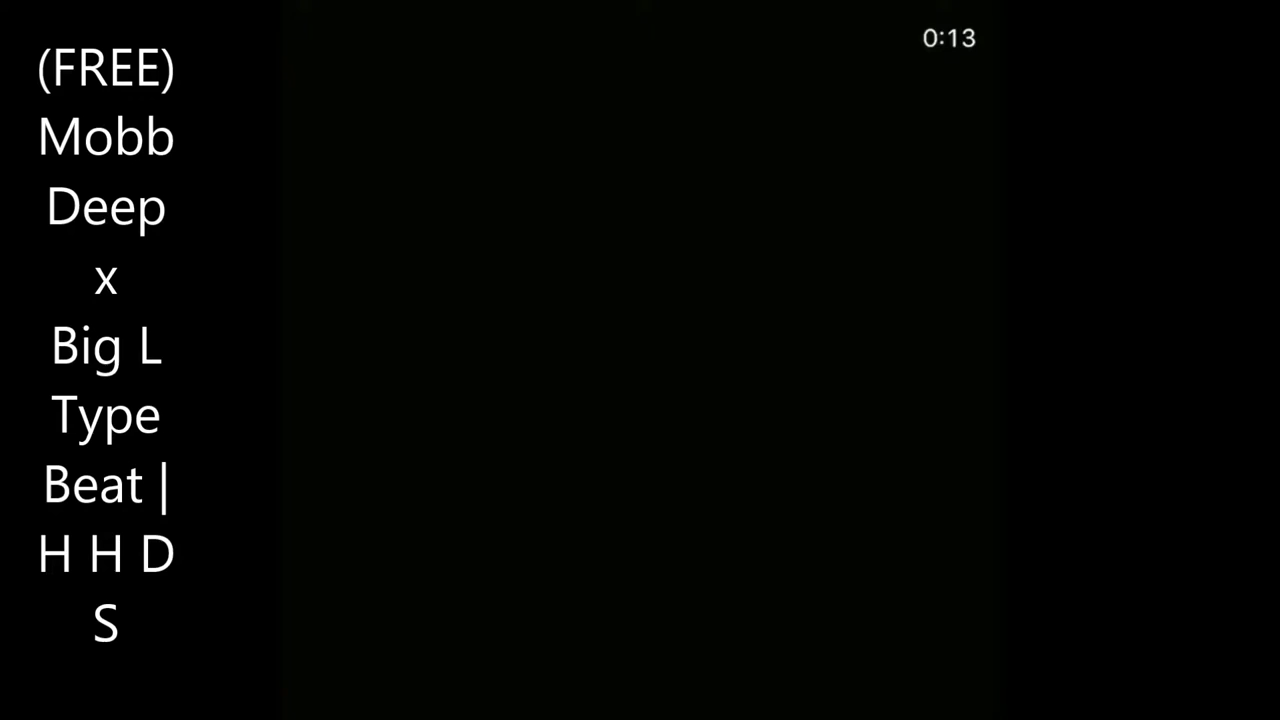 (FREE)
Mobb
Deep
x
Big L
Type
Beat |
H H D
S
0:13